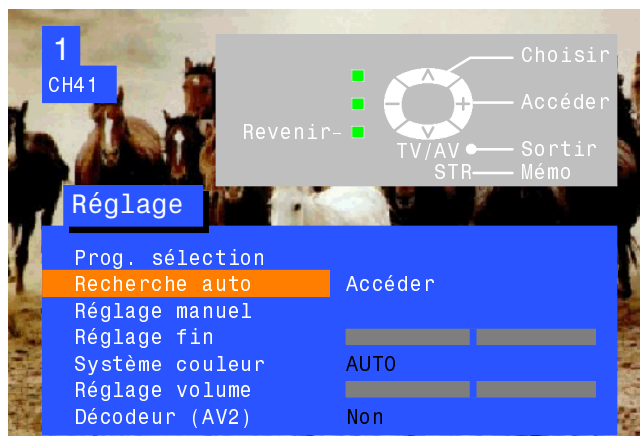 1
CH41
Choisir
Accéder
Revenir–
TV/AV Sortir
STR Mémo
Réglage
Prog. sélection
Recherche auto Accéder
Réglage manuel
Réglage fin
Système couleur AUTO
Réglage volume
Décodeur (AV2) Non